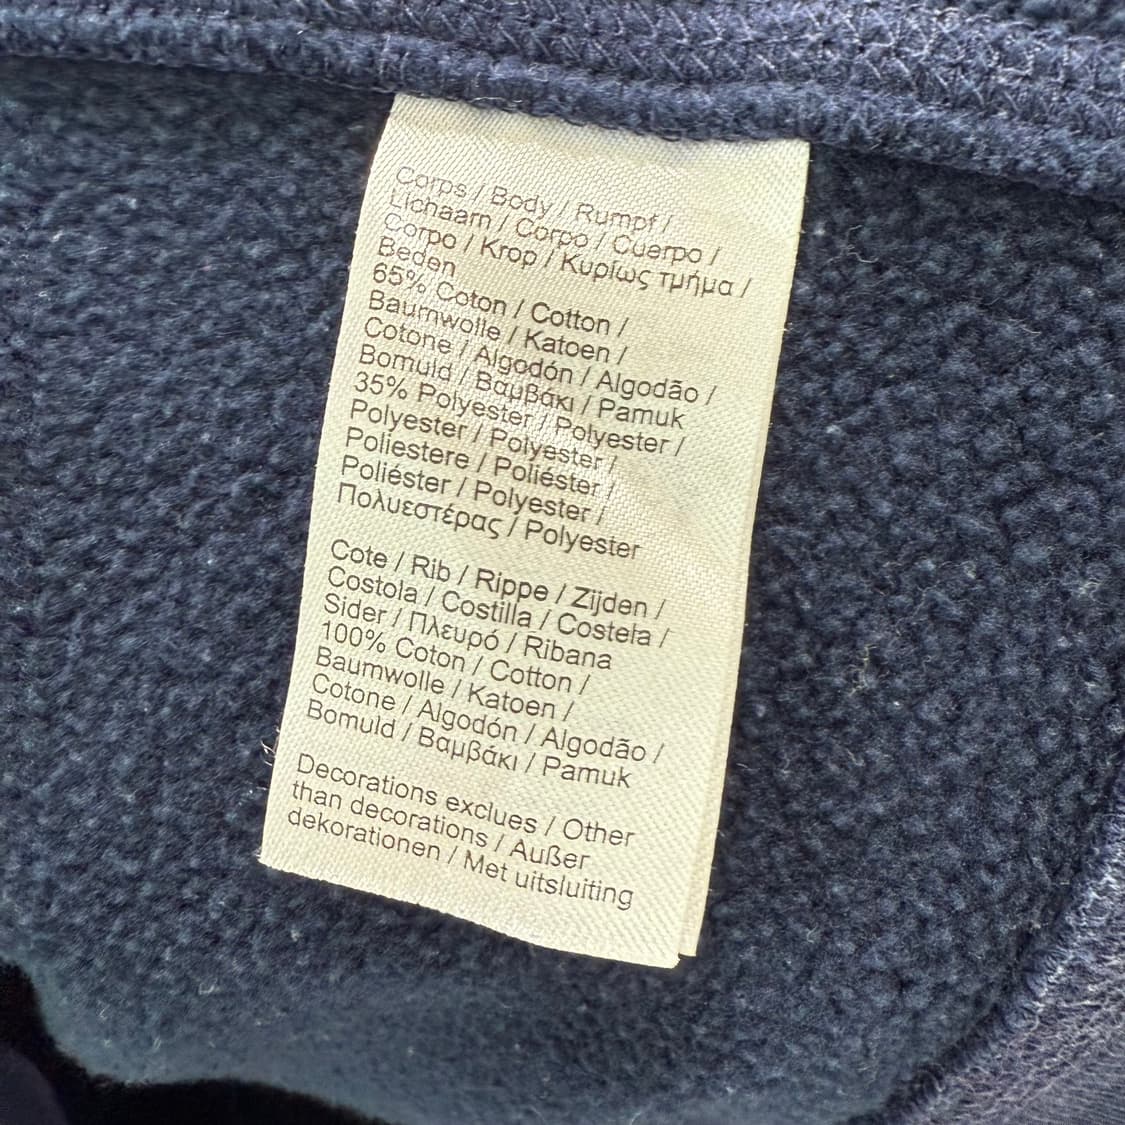 Corps / Body / Rumpf /
Lichaam / Corpo / Cuerpo /
Corpo / Krop / Κυρίως τμήμα /
Beden
65% Coton / Cotton /
Baumwolle / Katoen /
Cotone / Algodón / Algodão /
Bomuld / Βαμβάκι / Pamuk
35% Polyester / Polyester /
Polyester / Polyester /
Poliestere / Poliéster /
Poliéster / Polyester /
Πολυεστέρας / Polyester
Cote / Rib / Rippe / Zijden /
Costola / Costilla / Costela /
Sider / Πλευρό / Ribana
100% Coton / Cotton /
Baumwolle / Katoen /
Cotone / Algodón / Algodão /
Bomuld / Βαμβάκι / Pamuk
Decorations exclues / Other
than decorations / Außer
dekorationen / Met uitsluiting